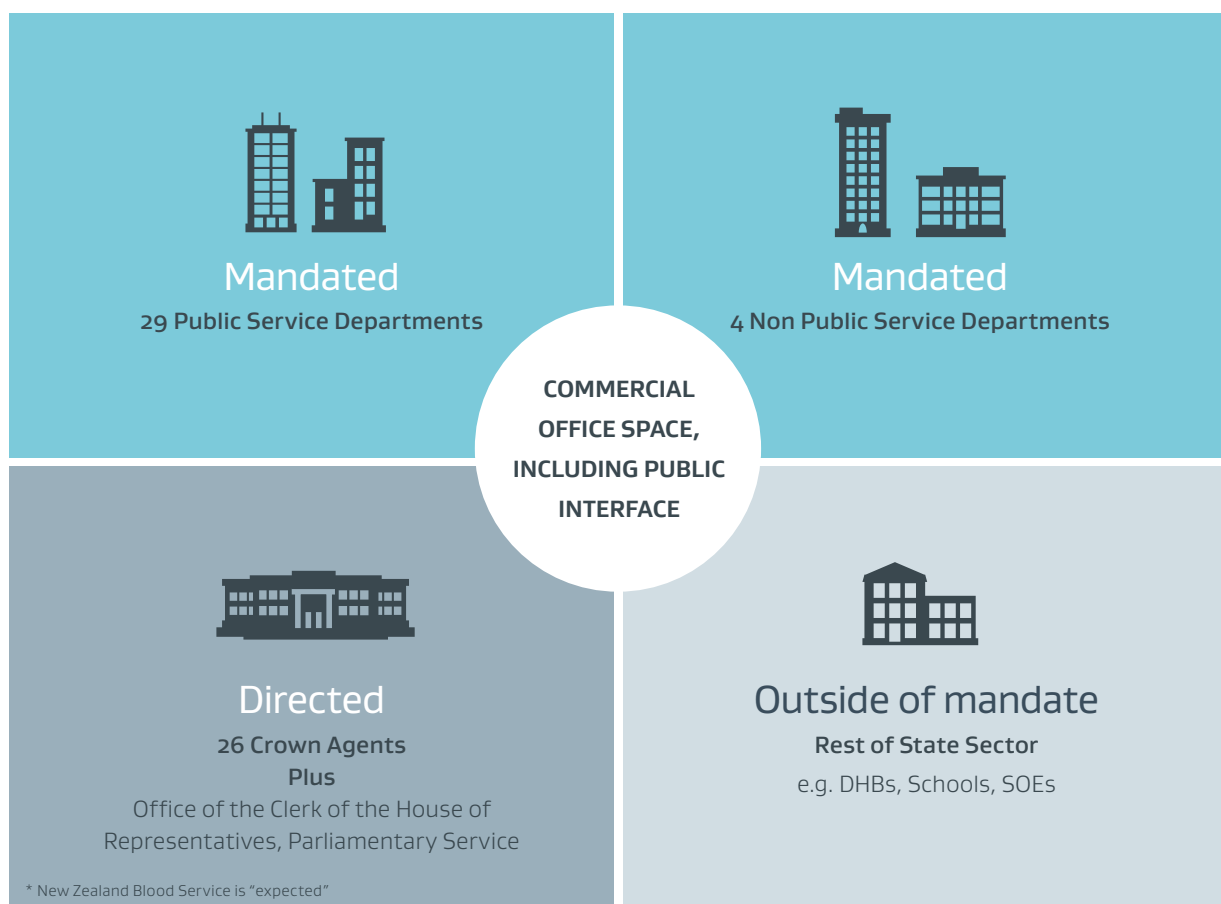 Mandated
29 Public Service Departments
Mandated
4 Non Public Service Departments
COMMERCIAL
OFFICE SPACE,
INCLUDING PUBLIC
INTERFACE
Directed
26 Crown Agents
Plus
Office of the Clerk of the House of
Representatives, Parliamentary Service
* New Zealand Blood Service is “expected”
Outside of mandate
Rest of State Sector
e.g. DHBs, Schools, SOEs